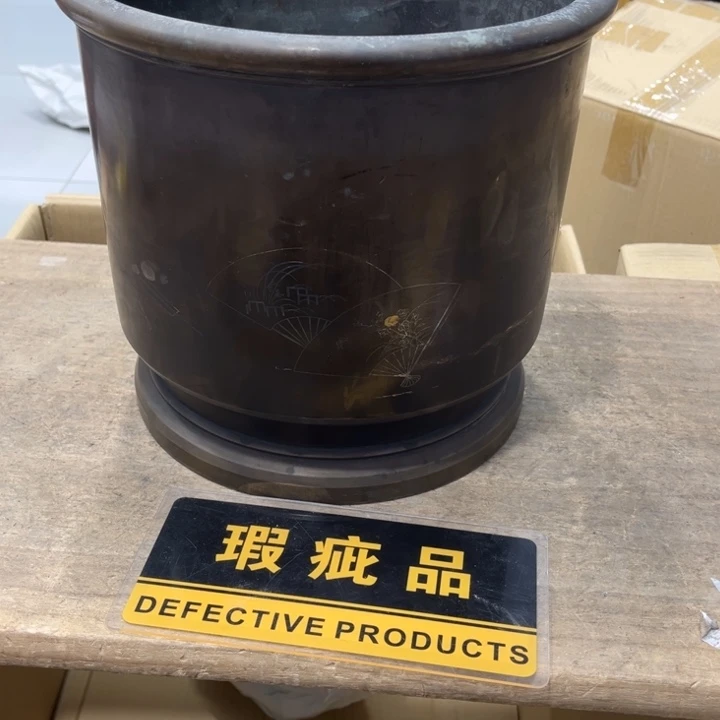 瑕疵品
DEFECTIVE PRODUCTS